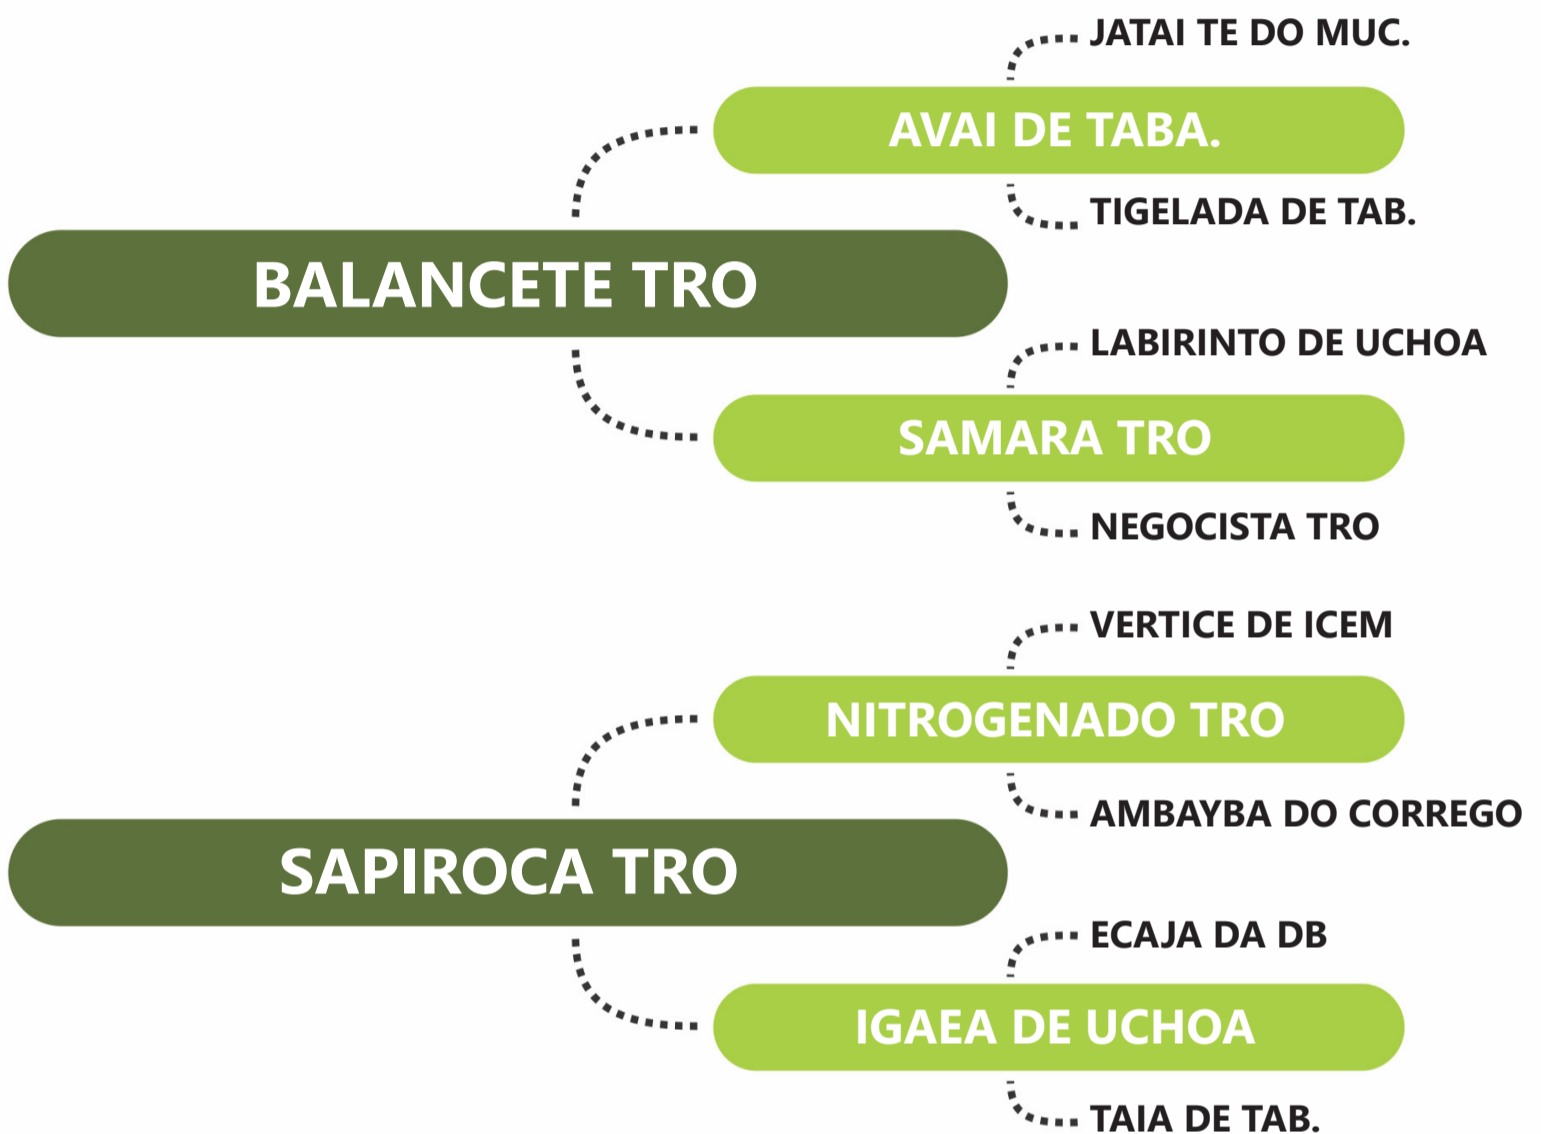 JATAI TE DO MUC.
AVAI DE TABA.
TIGELADA DE TAB.
BALANCETE TRO
LABIRINTO DE UCHOA
SAMARA TRO
NEGOCISTA TRO
VERTICE DE ICEM
NITROGENADO TRO
AMBAYBA DO CORREGO
SAPIROCA TRO
ECAJA DA DB
IGAEA DE UCHOA
TAIA DE TAB.